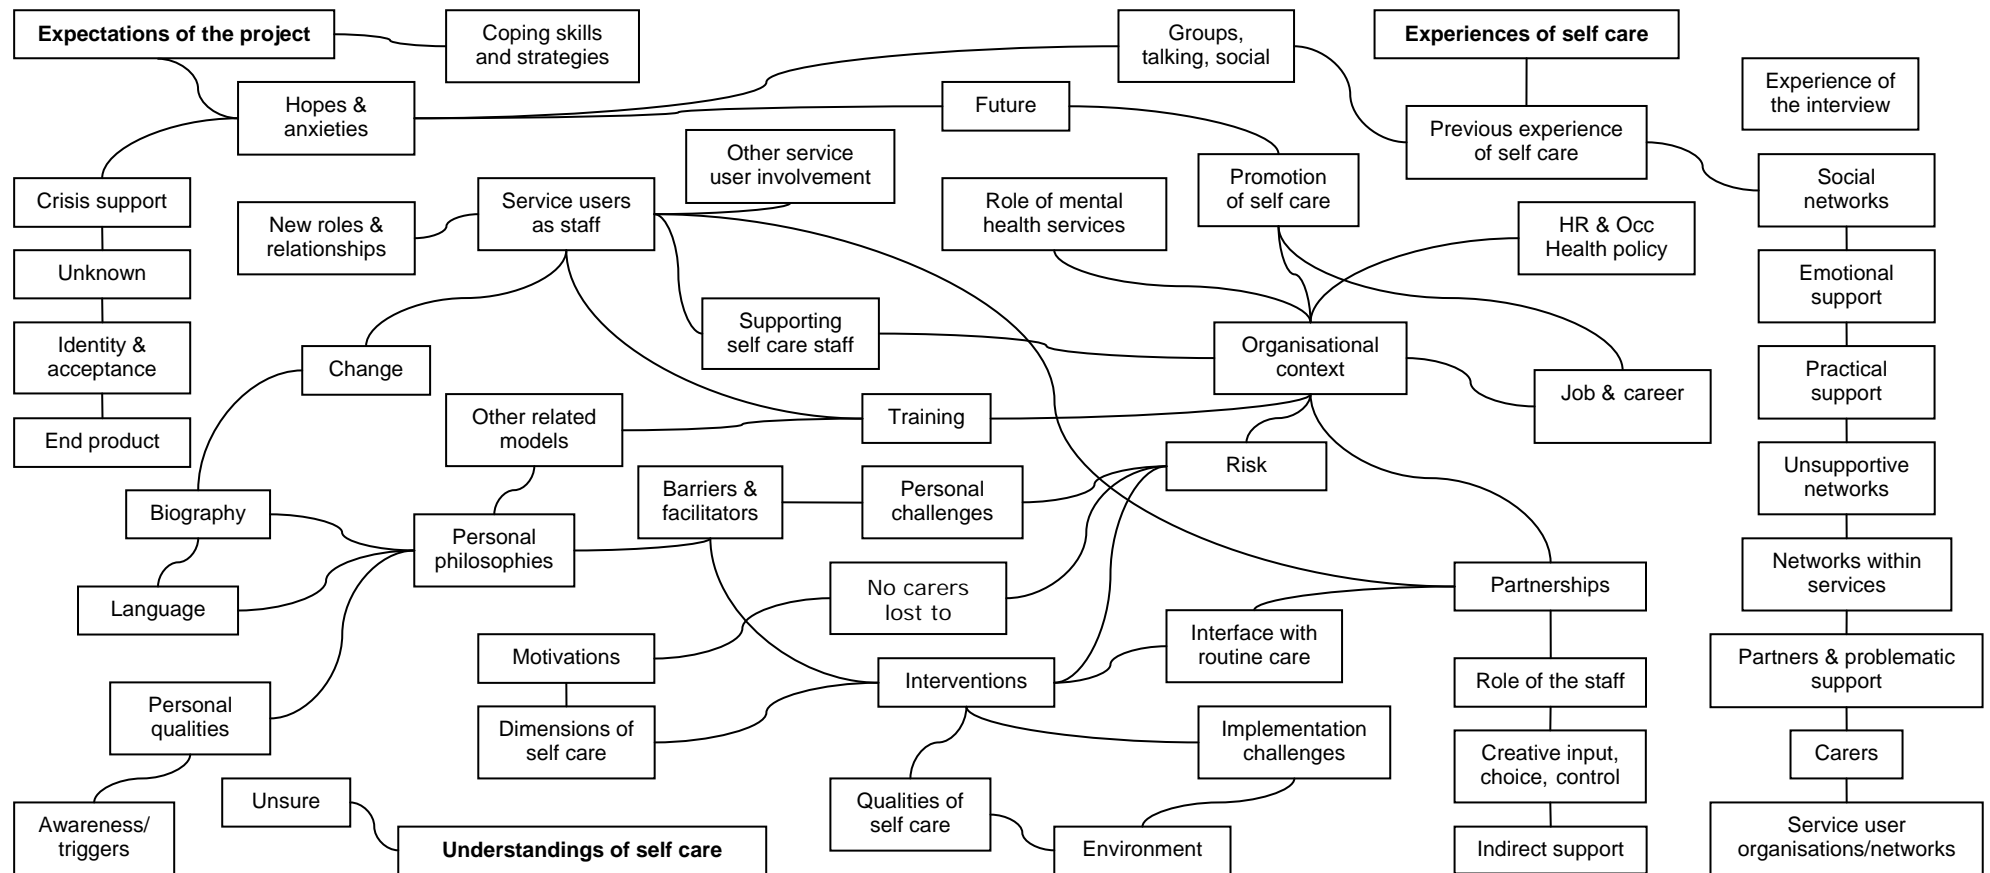 Expectations of the project
Coping skills
and strategies
Groups,
talking, social
Experiences of self care
Experience of
the interview
Hopes &
anxieties
Future
Previous experience
of self care
Other service
user involvement
Promotion
of self care
Social
networks
Crisis support
Service users
as staff
Role of mental
health services
New roles &
relationships
HR & Occ
Health policy
Unknown
Emotional
support
Supporting
self care staff
Identity &
acceptance
Organisational
context
Change
Practical
support
Job & career
Other related
models
Training
End product
Risk
Unsupportive
networks
Barriers &
facilitators
Personal
challenges
Biography
Personal
philosophies
Networks within
services
No carers
lost to
Partnerships
Language
Interface with
routine care
Motivations
Partners & problematic
support
Interventions
Role of the staff
Personal
qualities
Dimensions of
self care
Implementation
challenges
Creative input,
choice, control
Carers
Unsure
Qualities of
self care
Awareness/
triggers
Understandings of self care
Environment
Indirect support
Service user
organisations/networks